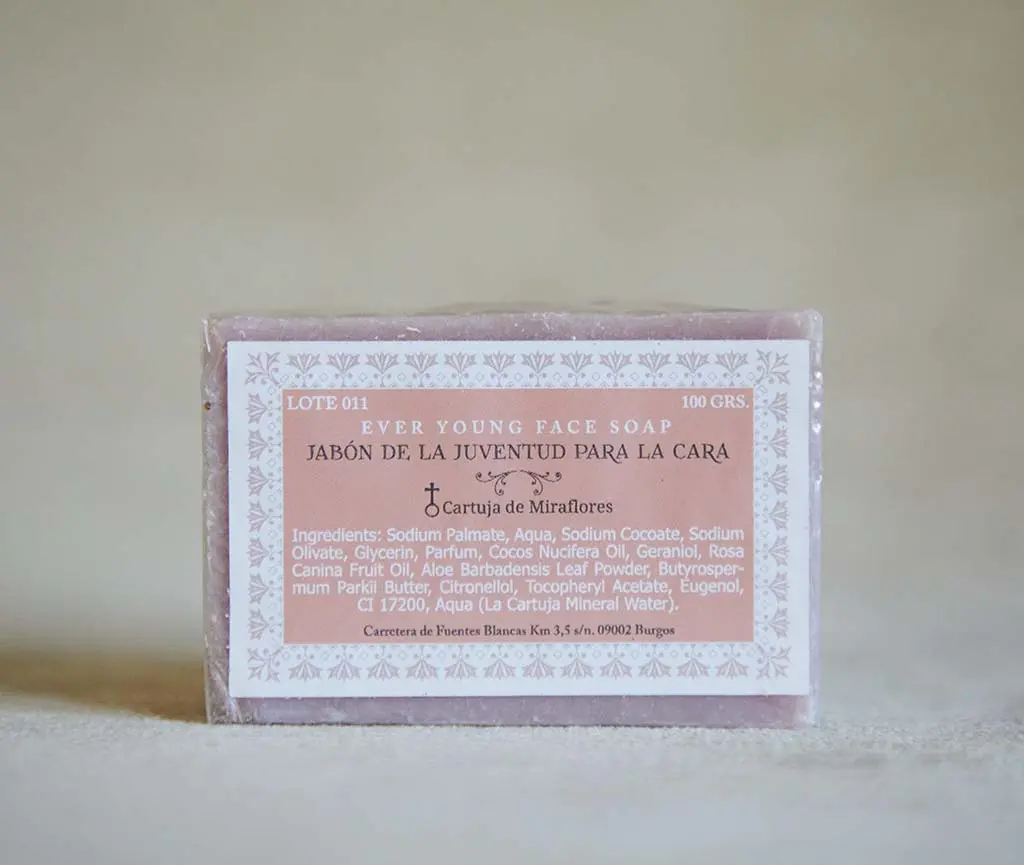 LOTE 011 100 GRS.
EVER YOUNG FACE SOAP
JABÓN DE LA JUVENTUD PARA LA CARA
Cartuja de Miraflores
Ingredients: Sodium Palmate, Aqua, Sodium Cocoate, Sodium
Olivate, Glycerin, Parfum, Cocos Nucifera Oil, Geraniol, Rosa
Canina Fruit Oil, Aloe Barbadensis Leaf Powder, Butyrosper-
mum Parkii Butter, Citronellol, Tocopheryl Acetate, Eugenol,
CI 17200, Aqua (La Cartuja Mineral Water).
Carretera de Fuentes Blancas Km 3,5 s/n. 09002 Burgos